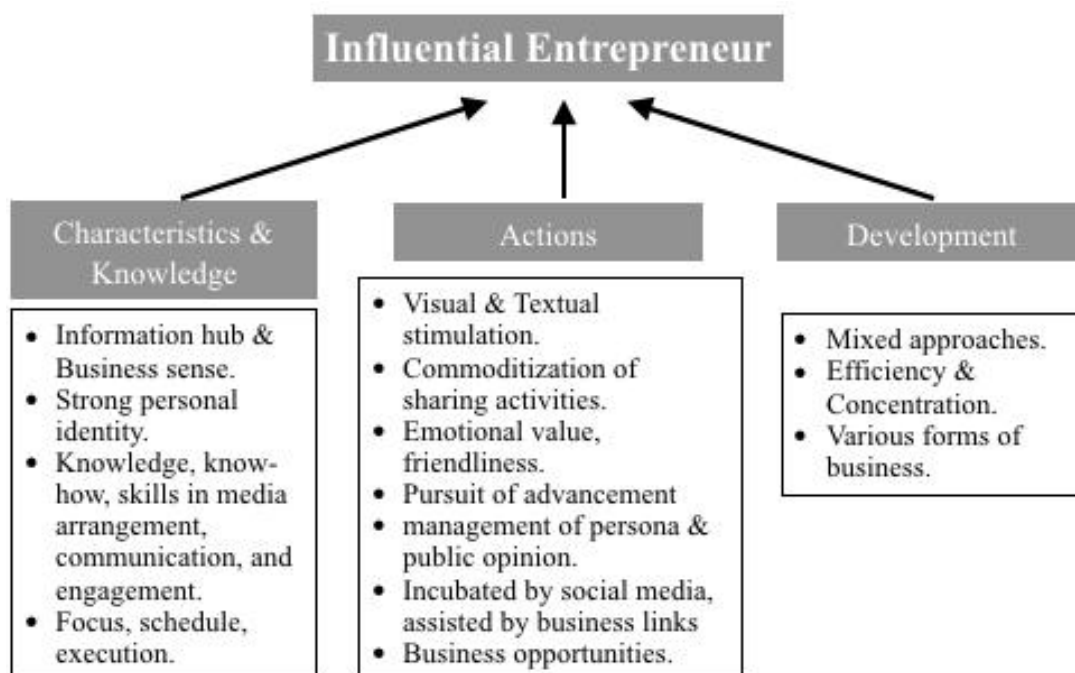 Influential Entrepreneur
Characteristics &
Knowledge
• Information hub &
Business sense.
• Strong personal
identity.
• Knowledge, know-
how, skills in media
arrangement,
communication, and
engagement.
• Focus, schedule,
execution.
Actions
• Visual & Textual
stimulation.
• Commoditization of
sharing activities.
• Emotional value,
friendliness.
• Pursuit of advancement
• management of persona &
public opinion.
• Incubated by social media,
assisted by business links
• Business opportunities.
Development
• Mixed approaches.
• Efficiency &
Concentration.
• Various forms of
business.